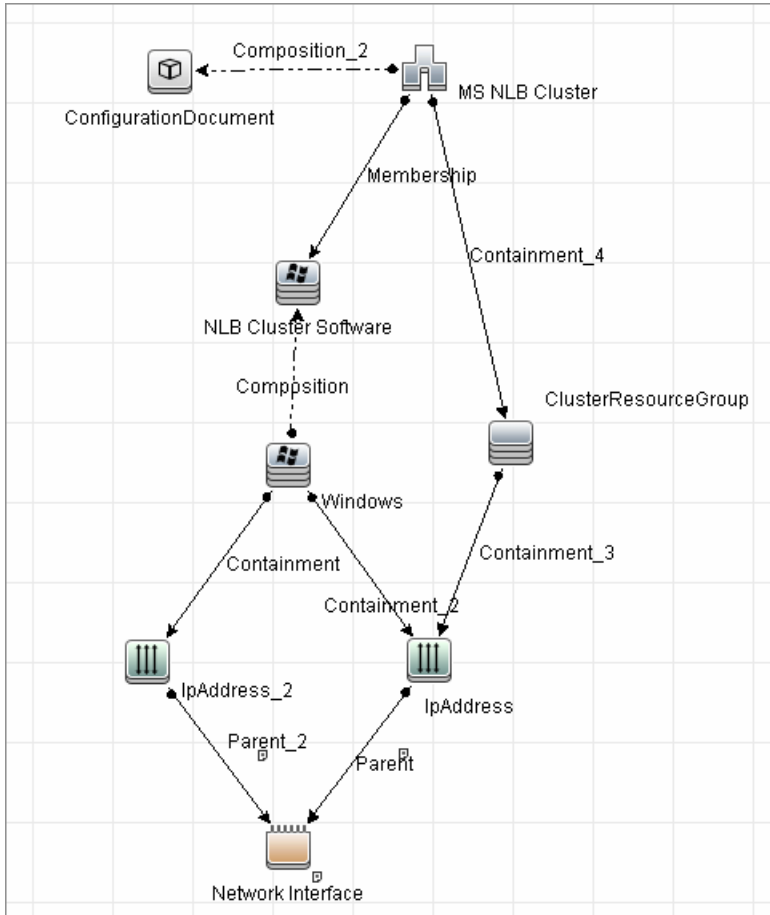 Composition_2
MS NLB Cluster
ConfigurationDocument
Membership
Containment_4
NLB Cluster Software
Composition
ClusterResourceGroup
Windows
Containment
Containment_3
Containment_2
IpAddress_2
IpAddress
Parent_2
Parent
Network Interface